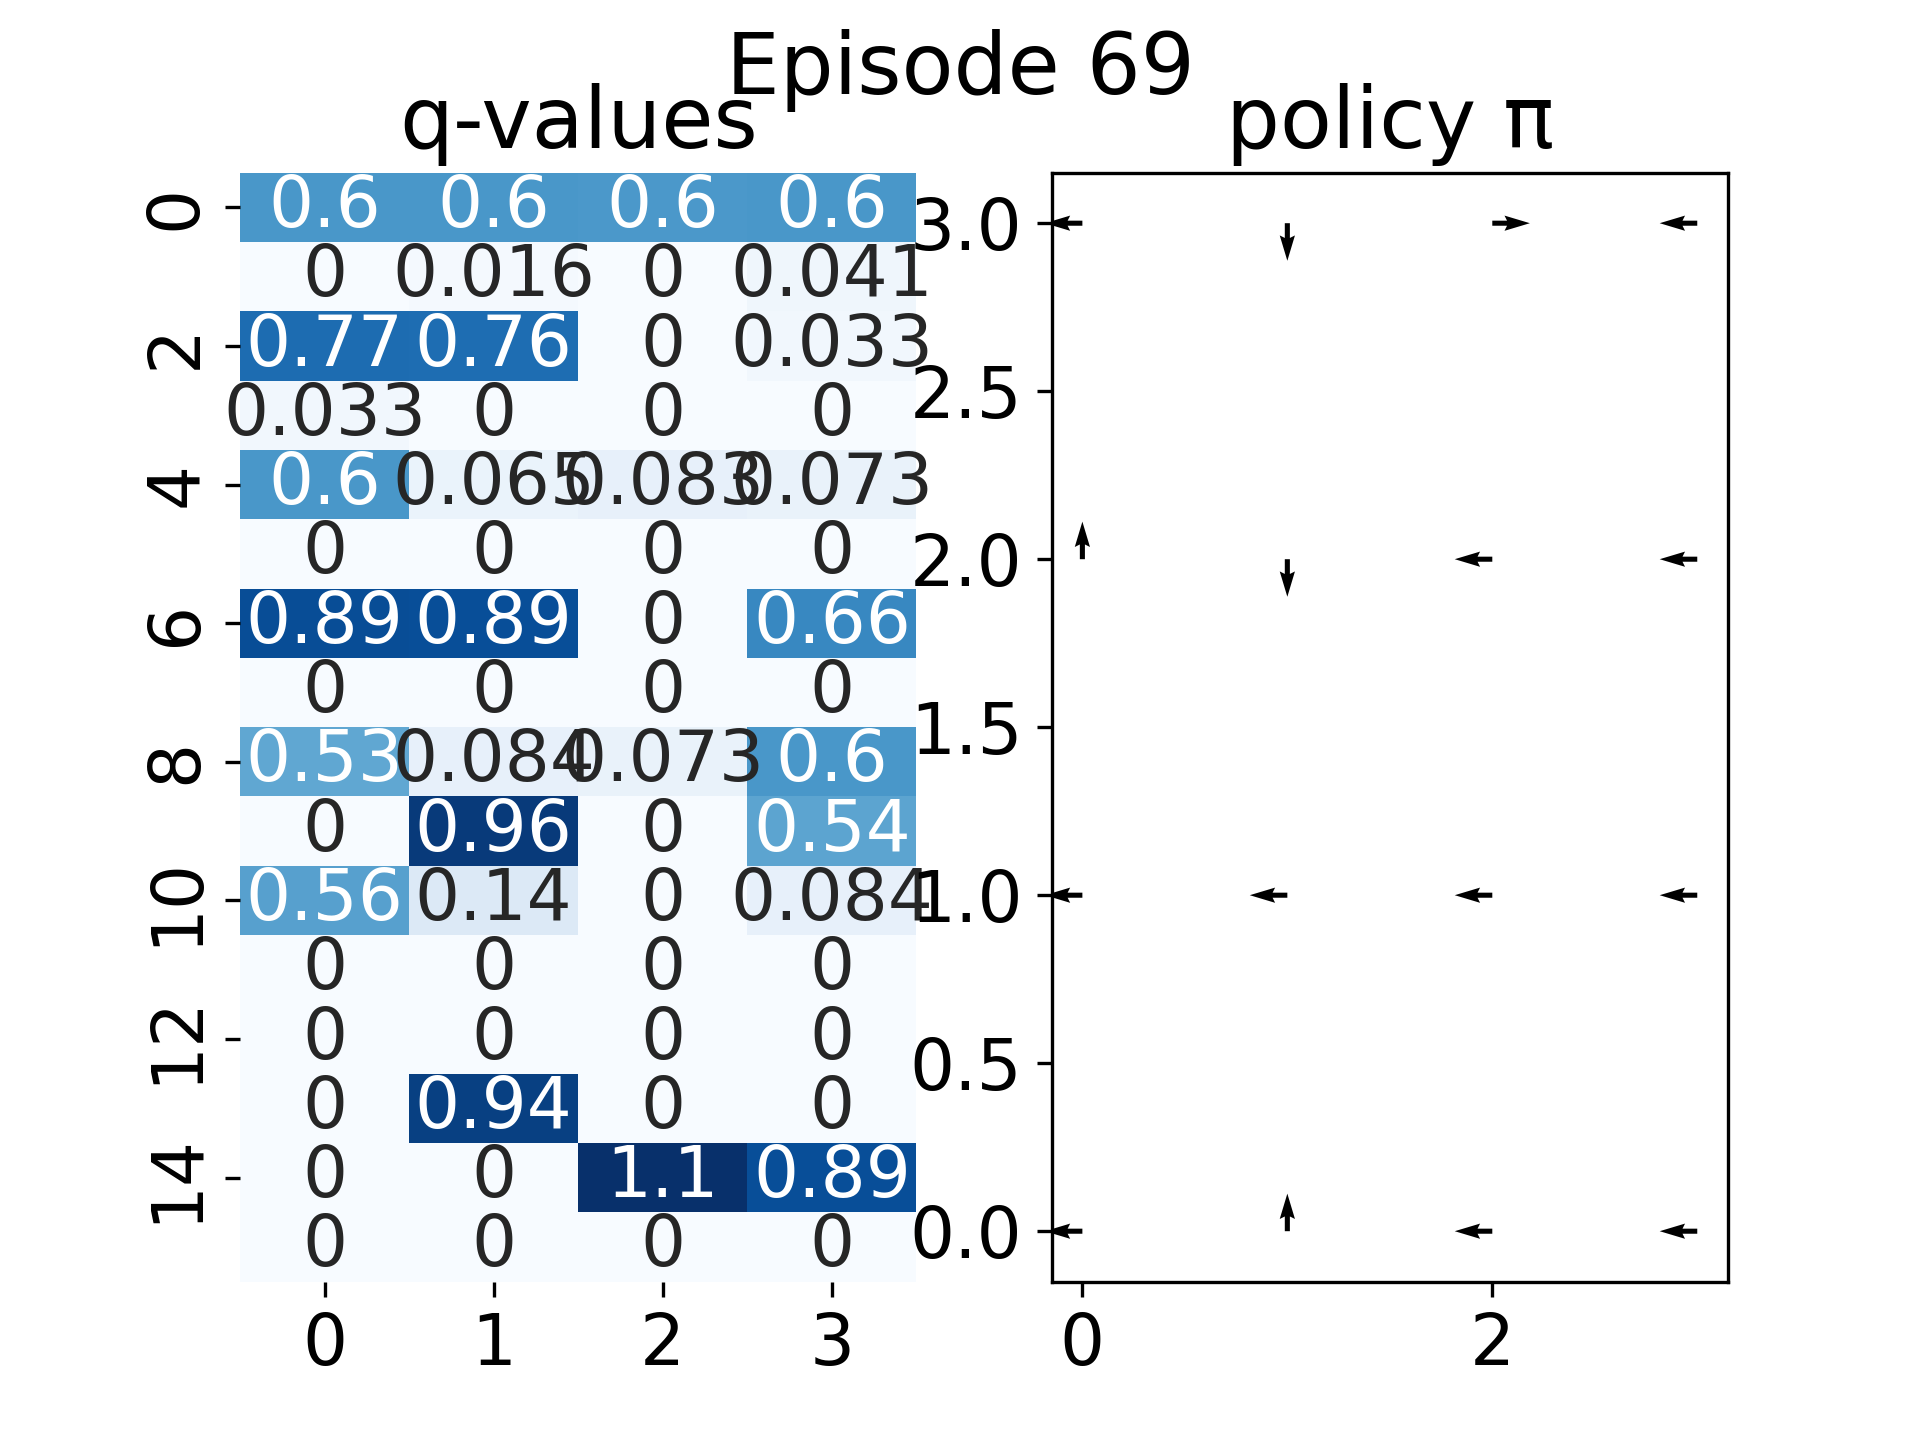 Episode 69
q-values
policy π
0 0.6 0.6 0.6 0.6
0 0.016 0 0.041
2 0.77 0.76 0 0.033
0.033 0 0 0
4 0.6 0.065 0.083 0.073
0 0 0 0
6 0.89 0.89 0 0.66
0 0 0 0
8 0.53 0.084 0.073 0.6
0 0.96 0 0.54
10 0.56 0.14 0 0.084
0 0 0 0
12 0 0 0 0
0 0.94 0 0
14 0 0 1.1 0.89
0 0 0 0
0 1 2 3
3.0
2.5
2.0
1.5
1.0
0.5
0.0
0 2